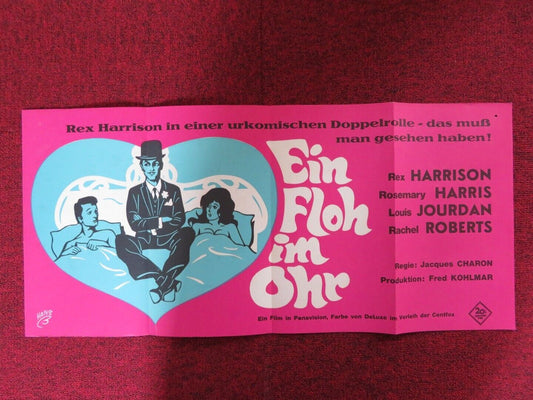 Rex Harrison in einer urkomischen Doppelrolle - das muß
man gesehen haben!
Ein
Floh
im
Ohr
Rex HARRISON
Rosemary HARRIS
Louis JOURDAN
Rachel ROBERTS
Regie: Jacques CHARON
Produktion: Fred KOHLMAR
Ein Film in Panavision, Farbe von DeLuxe im Verleih der Centfox